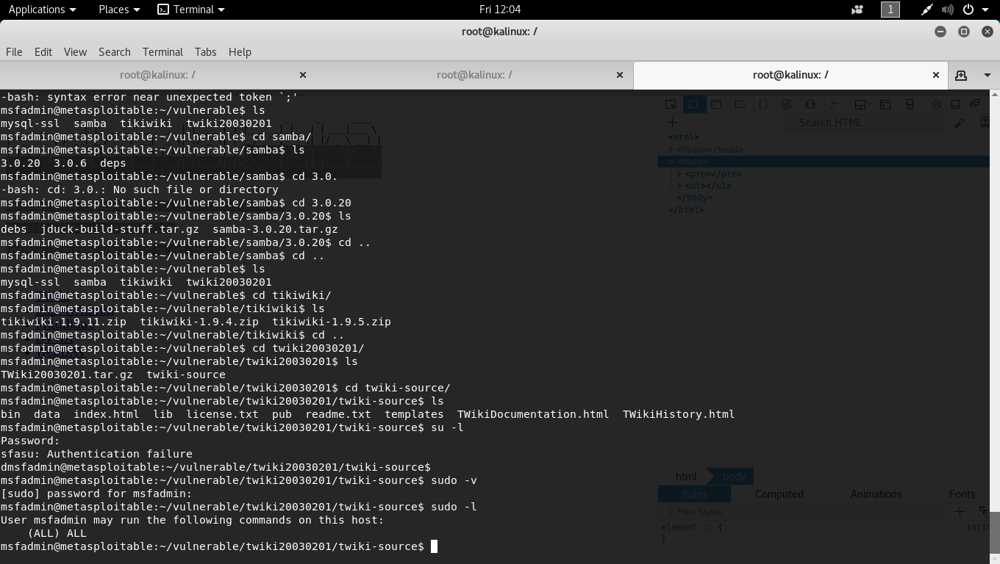 Applications Places Terminal Fri 12:04 1
root@kalinux: /
File Edit View Search Terminal Tabs Help
root@kalinux: / root@kalinux: / root@kalinux: /
-bash: syntax error near unexpected token `;'
msfadmin@metasploitable:~/vulnerable$ ls
mysql-ssl samba tikiwiki twiki20030201
msfadmin@metasploitable:~/vulnerable$ cd samba/
msfadmin@metasploitable:~/vulnerable/samba$ ls
3.0.20 3.0.6 deps
msfadmin@metasploitable:~/vulnerable/samba$ cd 3.0.
-bash: cd: 3.0.: No such file or directory
msfadmin@metasploitable:~/vulnerable/samba$ cd 3.0.20
msfadmin@metasploitable:~/vulnerable/samba/3.0.20$ ls
debs jduck-build-stuff.tar.gz samba-3.0.20.tar.gz
msfadmin@metasploitable:~/vulnerable/samba/3.0.20$ cd ..
msfadmin@metasploitable:~/vulnerable/samba$ cd ..
msfadmin@metasploitable:~/vulnerable$ ls
mysql-ssl samba tikiwiki twiki20030201
msfadmin@metasploitable:~/vulnerable$ cd tikiwiki/
msfadmin@metasploitable:~/vulnerable/tikiwiki$ ls
tikiwiki-1.9.11.zip tikiwiki-1.9.4.zip tikiwiki-1.9.5.zip
msfadmin@metasploitable:~/vulnerable/tikiwiki$ cd ..
msfadmin@metasploitable:~/vulnerable$ cd twiki20030201/
msfadmin@metasploitable:~/vulnerable/twiki20030201$ ls
TWiki20030201.tar.gz twiki-source
msfadmin@metasploitable:~/vulnerable/twiki20030201$ cd twiki-source/
msfadmin@metasploitable:~/vulnerable/twiki20030201/twiki-source$ ls
bin data index.html lib license.txt pub readme.txt templates TWikiDocumentation.html TWikiHistory.html
msfadmin@metasploitable:~/vulnerable/twiki20030201/twiki-source$ su -l
Password:
sfasu: Authentication failure
dmsfadmin@metasploitable:~/vulnerable/twiki20030201/twiki-source$
msfadmin@metasploitable:~/vulnerable/twiki20030201/twiki-source$ sudo -v
[sudo] password for msfadmin:
msfadmin@metasploitable:~/vulnerable/twiki20030201/twiki-source$ sudo -l
User msfadmin may run the following commands on this host:
(ALL) ALL
msfadmin@metasploitable:~/vulnerable/twiki20030201/twiki-source$
Search HTML
<html>
<head></head>
<body>
<pre></pre>
<ul></ul>
</body>
</html>
html body
Rules Computed Animations Fonts
Filter Styles
element { inlin
}